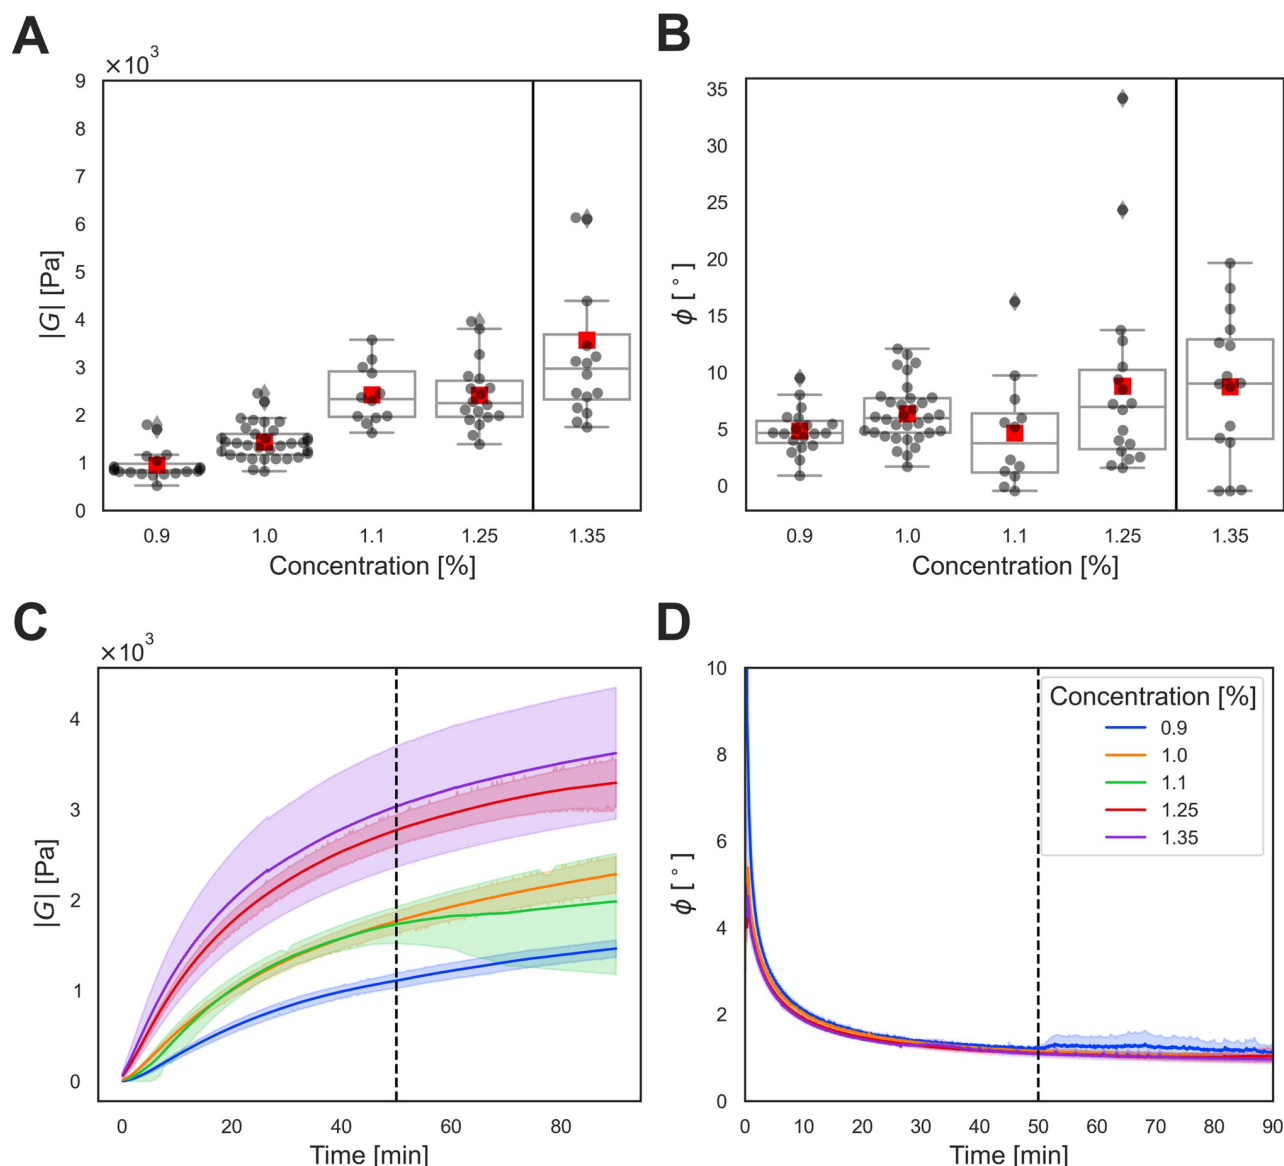 A
×10³
9
8
7
6
5
4
3
2
1
0
|G| [Pa]
0.9 1.0 1.1 1.25 1.35
Concentration [%]
B
35
30
25
20
15
10
5
0
ϕ [°]
0.9 1.0 1.1 1.25 1.35
Concentration [%]
C
×10³
4
3
2
1
0
|G| [Pa]
0 20 40 60 80
Time [min]
D
10
8
6
4
2
0
ϕ [°]
Concentration [%]
0.9
1.0
1.1
1.25
1.35
0 10 20 30 40 50 60 70 80 90
Time [min]